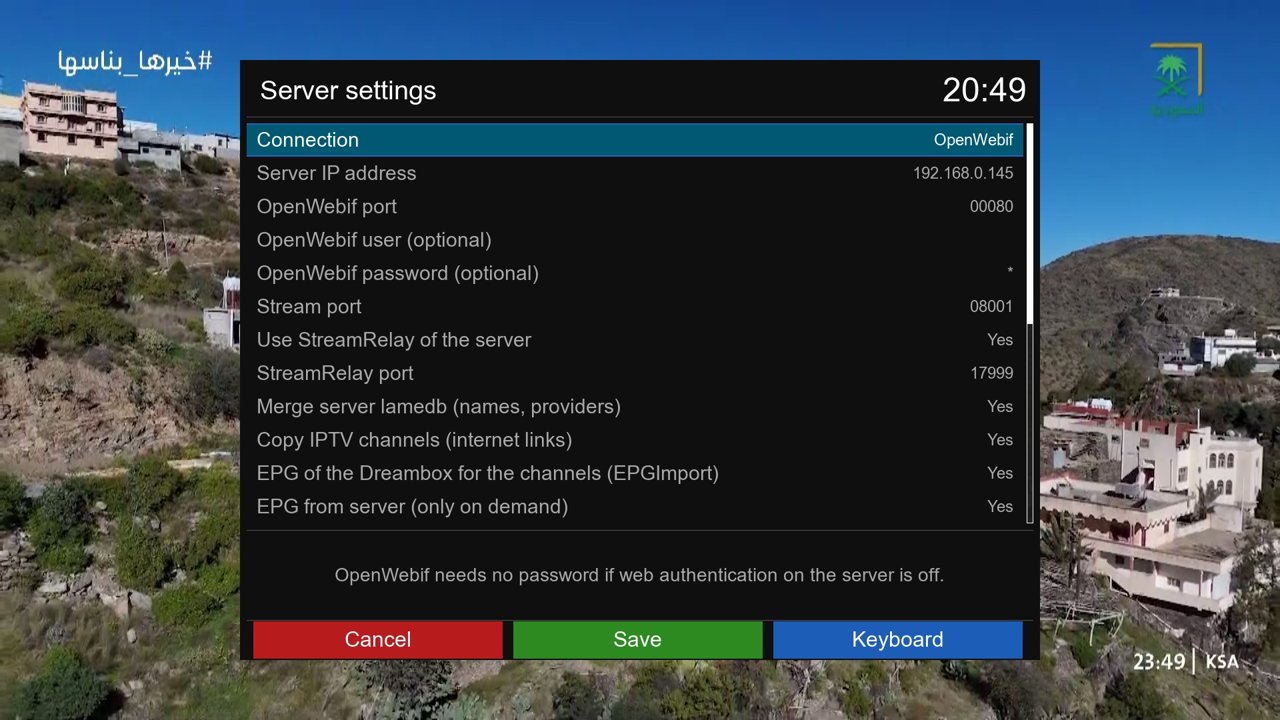 #خيرها_بناسها
السعودية
Server settings 20:49
Connection OpenWebif
Server IP address 192.168.0.145
OpenWebif port 00080
OpenWebif user (optional)
OpenWebif password (optional) *
Stream port 08001
Use StreamRelay of the server Yes
StreamRelay port 17999
Merge server lamedb (names, providers) Yes
Copy IPTV channels (internet links) Yes
EPG of the Dreambox for the channels (EPGImport) Yes
EPG from server (only on demand) Yes
OpenWebif needs no password if web authentication on the server is off.
Cancel Save Keyboard
23:49 | KSA